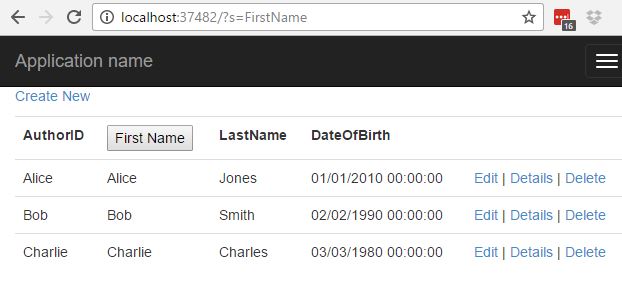 localhost:37482/?s=FirstName
16
Application name
Create New
AuthorID First Name LastName DateOfBirth
Alice Alice Jones 01/01/2010 00:00:00 Edit | Details | Delete
Bob Bob Smith 02/02/1990 00:00:00 Edit | Details | Delete
Charlie Charlie Charles 03/03/1980 00:00:00 Edit | Details | Delete